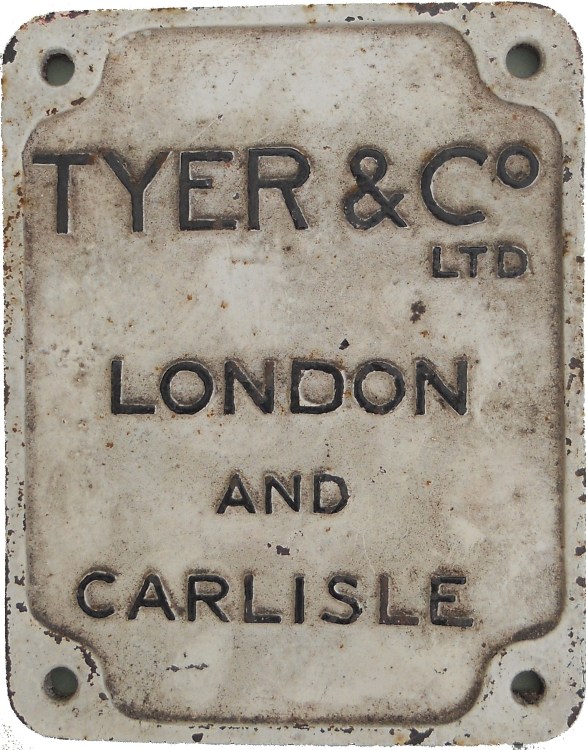 TYER & Cº
LTD
LONDON
AND
CARLISLE